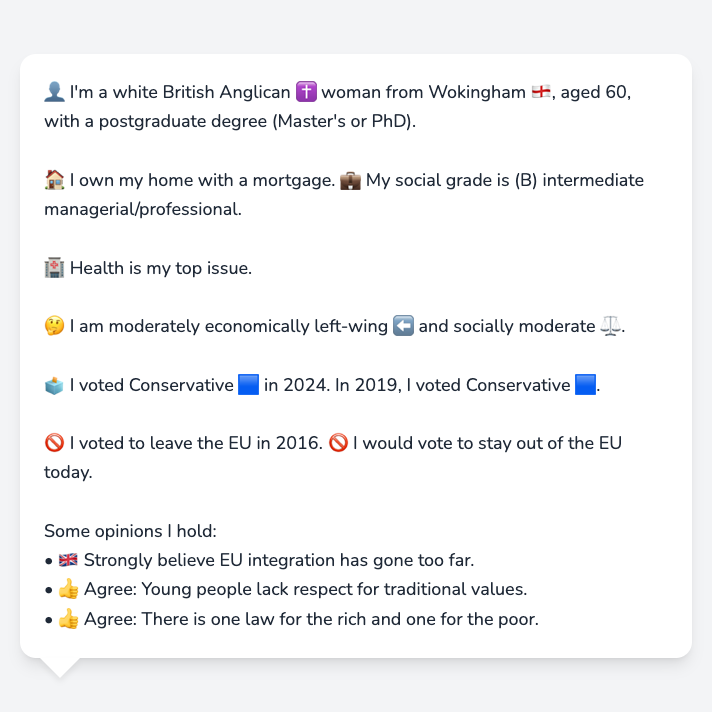 👤 I'm a white British Anglican ✝️ woman from Wokingham 🏴󠁧󠁢󠁥󠁮󠁧󠁿, aged 60,
with a postgraduate degree (Master's or PhD).
🏠 I own my home with a mortgage. 💼 My social grade is (B) intermediate
managerial/professional.
🏥 Health is my top issue.
🤔 I am moderately economically left-wing ⬅️ and socially moderate ⚖️.
🗳️ I voted Conservative 🟦 in 2024. In 2019, I voted Conservative 🟦.
🚫 I voted to leave the EU in 2016. 🚫 I would vote to stay out of the EU
today.
Some opinions I hold:
• 🇬🇧 Strongly believe EU integration has gone too far.
• 👍 Agree: Young people lack respect for traditional values.
• 👍 Agree: There is one law for the rich and one for the poor.